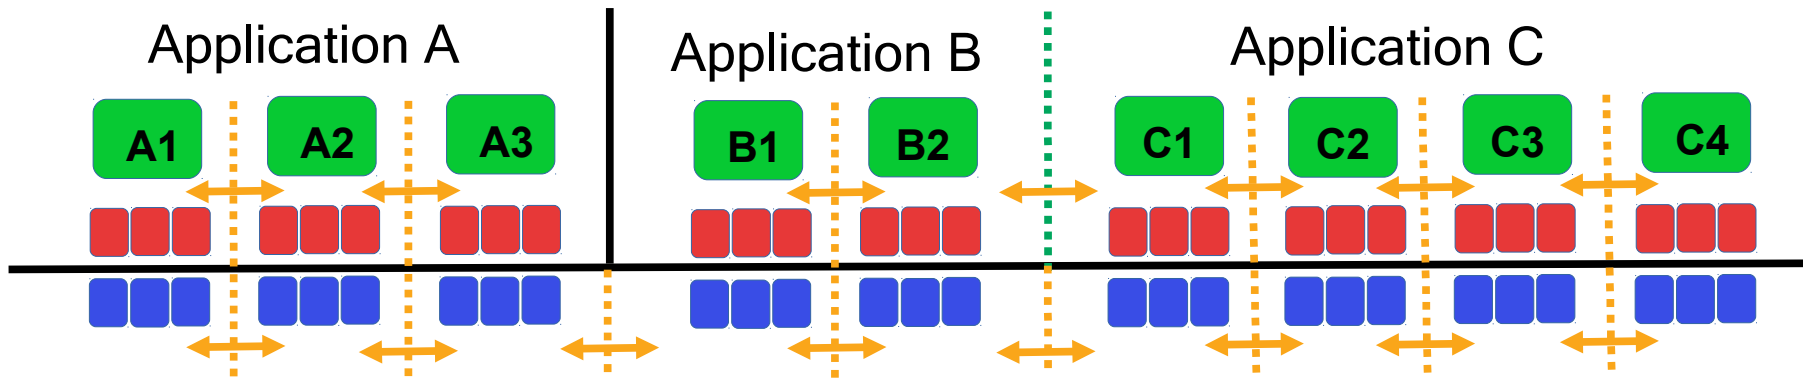 Application A
Application B
Application C
A1
A2
A3
B1
B2
C1
C2
C3
C4